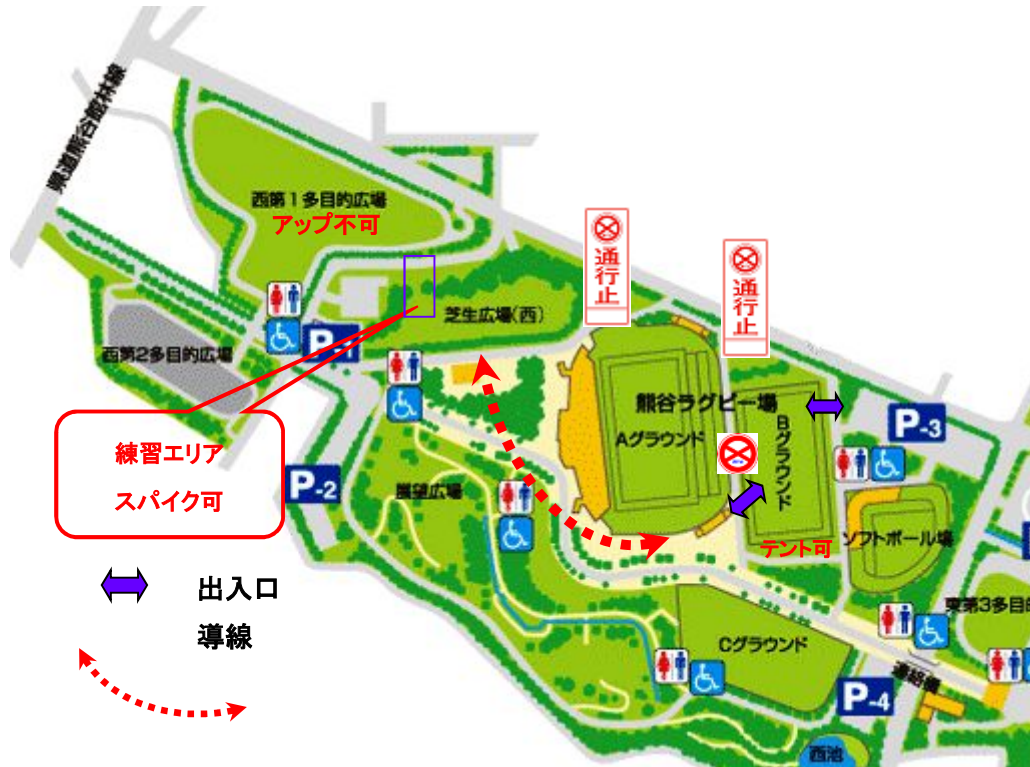 県道熊谷館林線
西第1多目的広場
アップ不可
通行止
通行止
芝生広場(西)
P-1
西第2多目的広場
熊谷ラグビー場
Aグラウンド
Bグラウンド
P-3
練習エリア
スパイク可
P-2
展望広場
テント可
ソフトボール場
出入口
導線
東第3多目的
Cグラウンド
連絡橋
P-4
西池